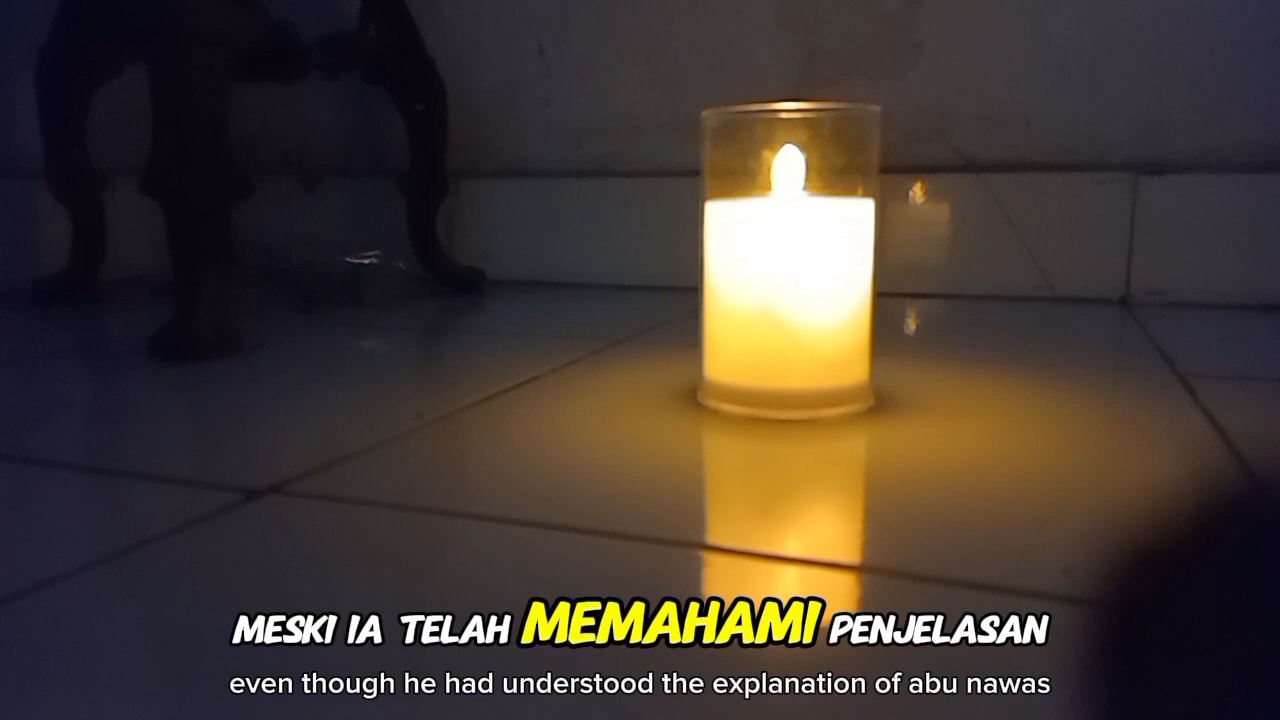 MESKI IA TELAH MEMAHAMI PENJELASAN
even though he had understood the explanation of abu nawas